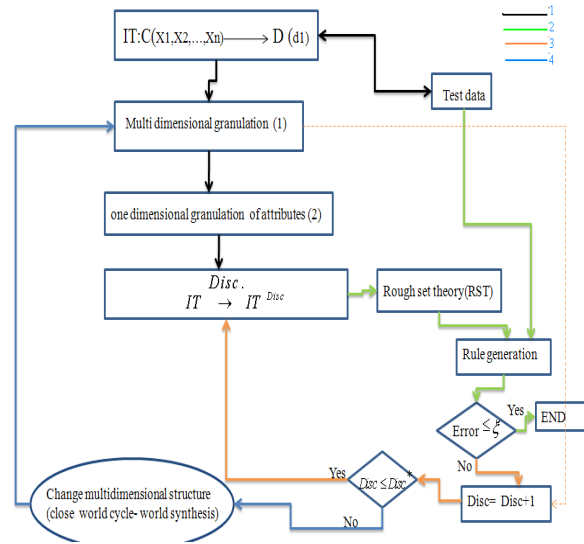 1
2
3
4
IT:C(X1,X2,...,Xn) → D (d1)
Test data
Multi dimensional granulation (1)
one dimensional granulation of attributes (2)
Disc.
IT → IT Disc
Rough set theory(RST)
Rule generation
Error ≤ ξ
Yes
END
No
Disc= Disc+1
Disc ≤ Disc*
Yes
No
Change multidimensional structure
(close world cycle- world synthesis)